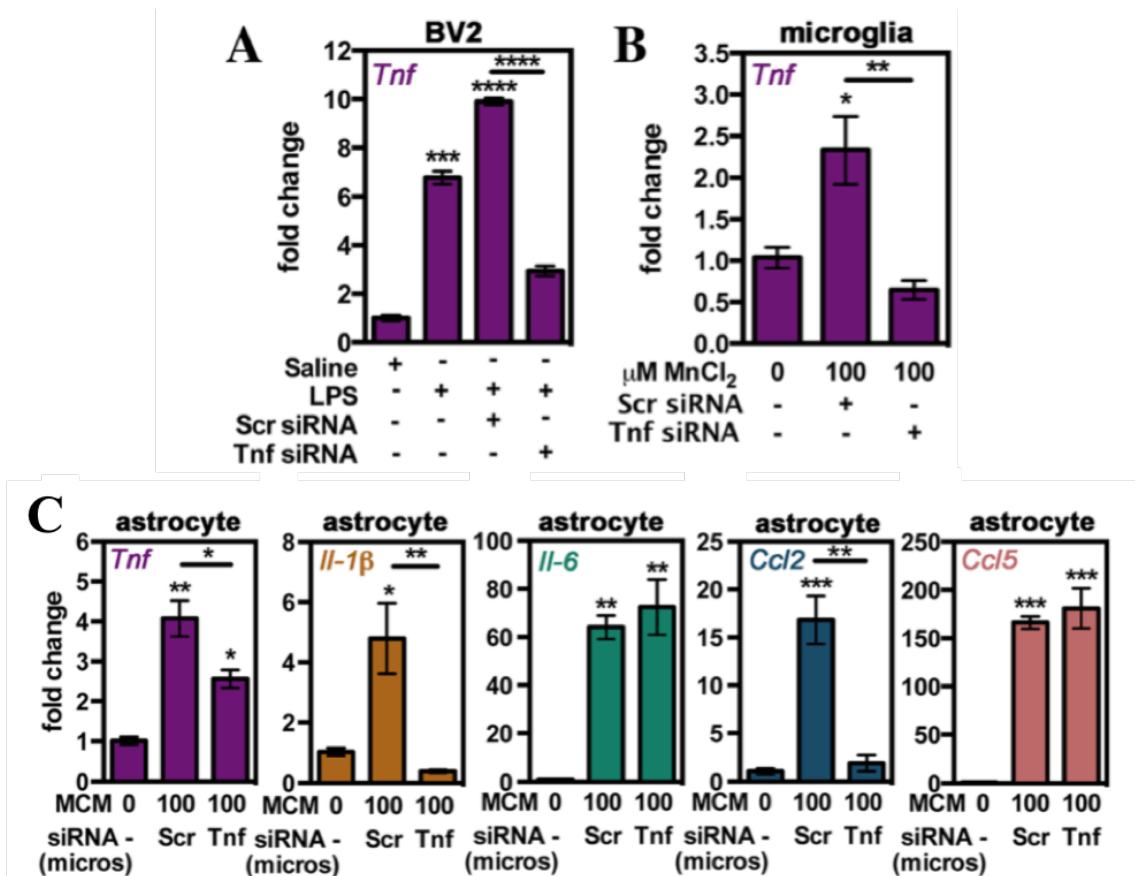 A
BV2
Tnf
fold change
12
10
8
6
4
2
0
***
****
****
Saline + - - -
LPS - + + +
Scr siRNA - - + -
Tnf siRNA - - - +
B
microglia
Tnf
fold change
3.5
3.0
2.5
2.0
1.5
1.0
0.5
0.0
*
**
μM MnCl2 0 100 100
Scr siRNA - + -
Tnf siRNA - - +
C
astrocyte
Tnf
fold change
6
5
4
3
2
1
0
**
*
*
MCM 0 100 100
siRNA - Scr Tnf
(micros)
astrocyte
Il-1β
8
6
4
2
0
*
**
MCM 0 100 100
siRNA - Scr Tnf
(micros)
astrocyte
Il-6
100
80
60
40
20
0
**
**
MCM 0 100 100
siRNA - Scr Tnf
(micros)
astrocyte
Ccl2
25
20
15
10
5
0
***
**
MCM 0 100 100
siRNA - Scr Tnf
(micros)
astrocyte
Ccl5
250
200
150
100
50
0
***
***
MCM 0 100 100
siRNA - Scr Tnf
(micros)